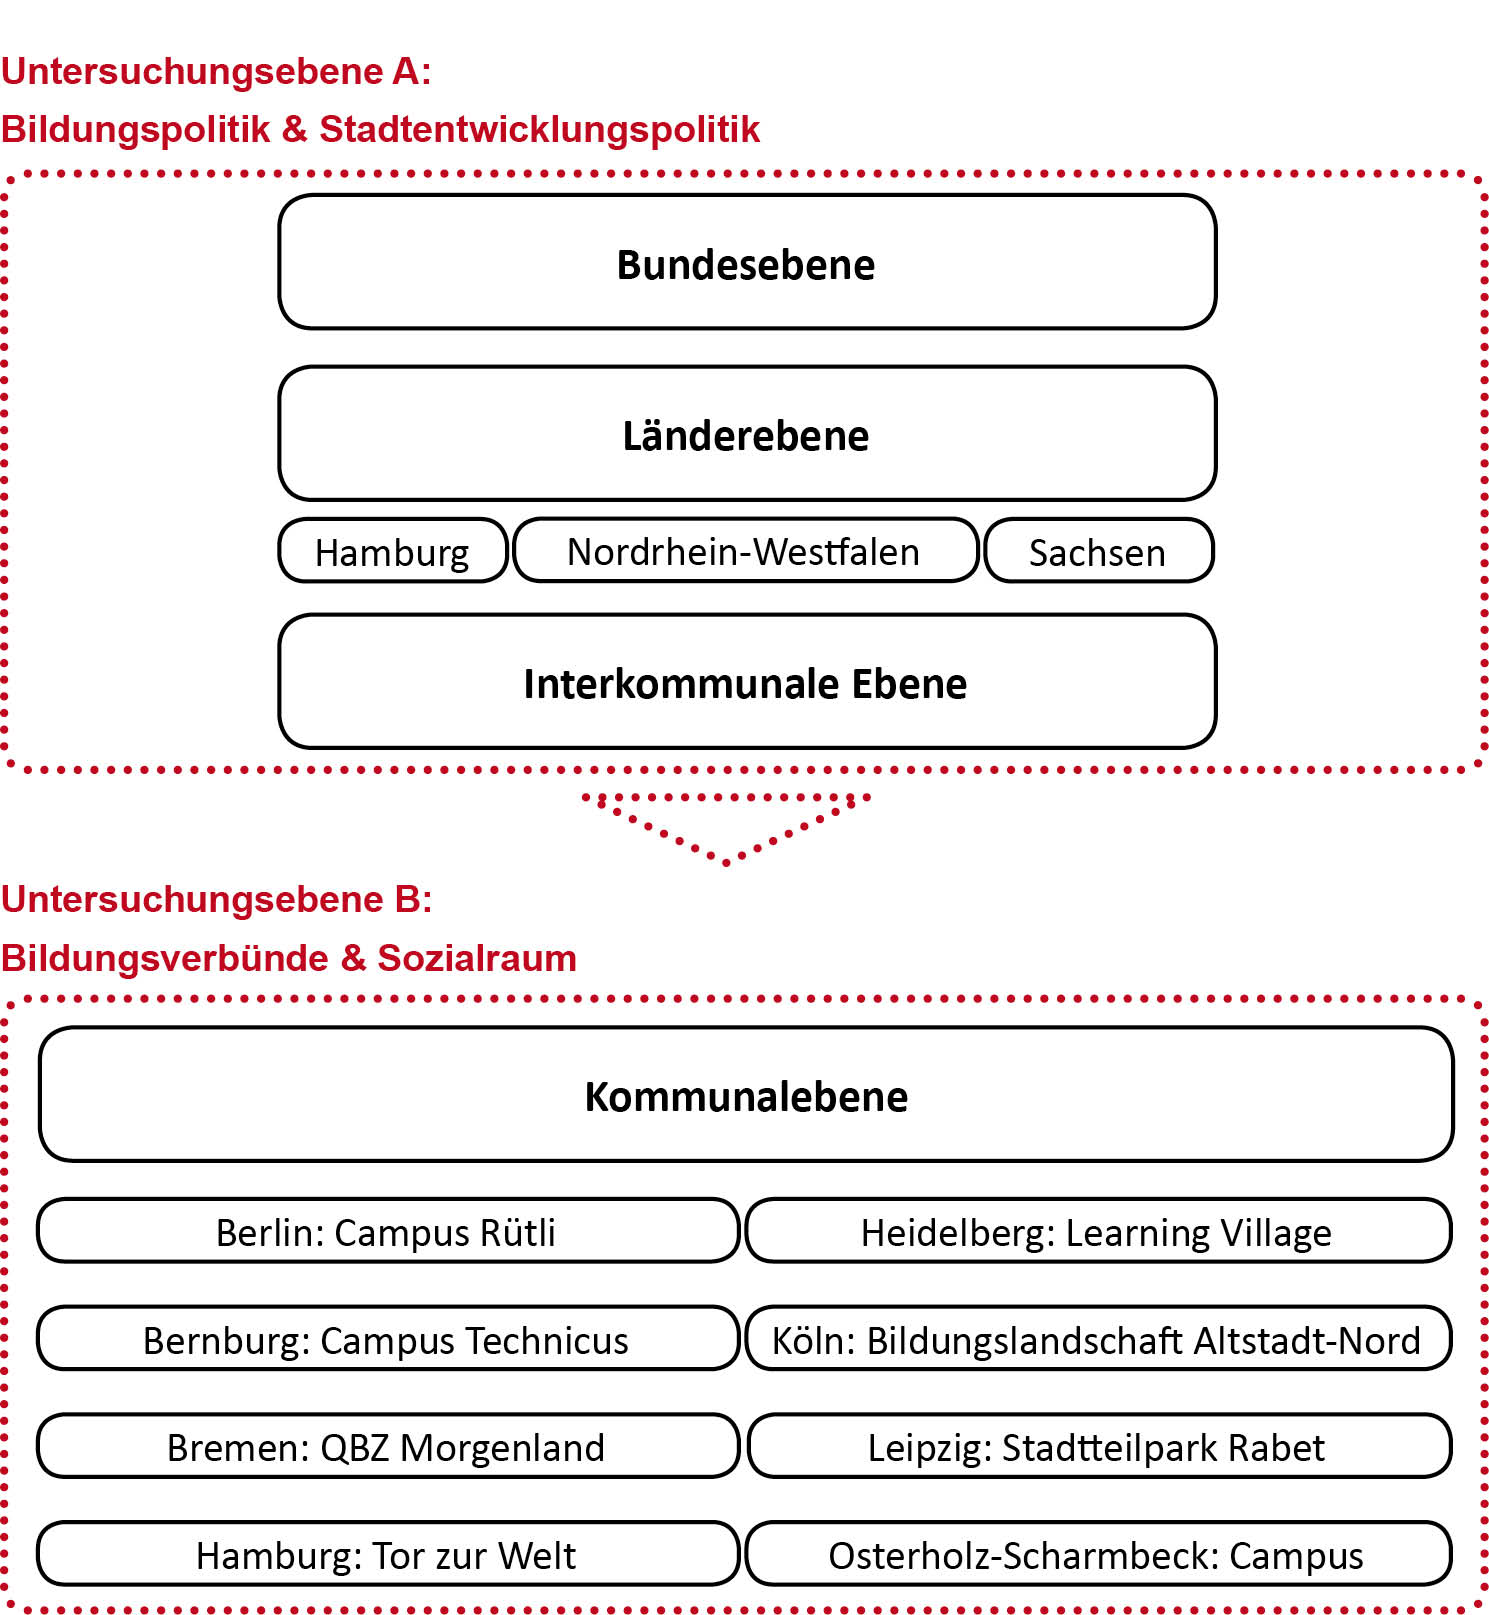 Untersuchungsebene A:
Bildungspolitik & Stadtentwicklungspolitik
Bundesebene
Länderebene
Hamburg
Nordrhein-Westfalen
Sachsen
Interkommunale Ebene
Untersuchungsebene B:
Bildungsverbünde & Sozialraum
Kommunalebene
Berlin: Campus Rütli
Heidelberg: Learning Village
Bernburg: Campus Technicus
Köln: Bildungslandschaft Altstadt-Nord
Bremen: QBZ Morgenland
Leipzig: Stadtteilpark Rabet
Hamburg: Tor zur Welt
Osterholz-Scharmbeck: Campus